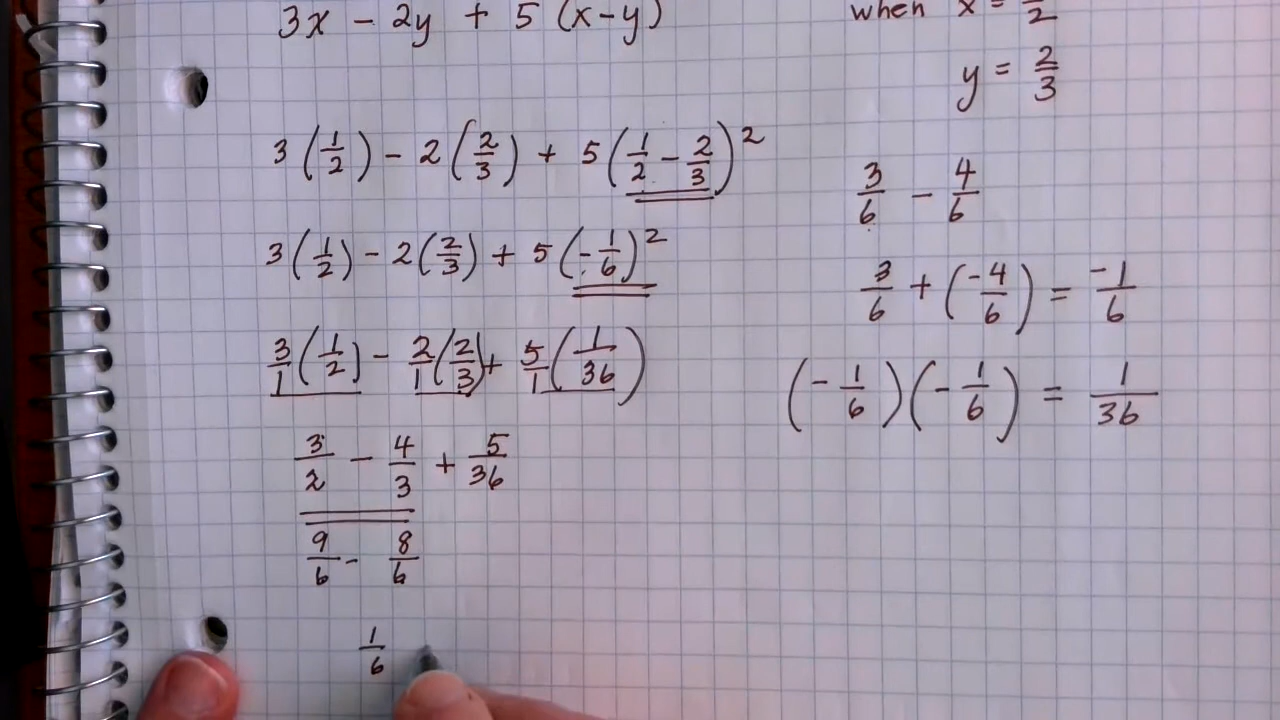 3x - 2y + 5 (x-y)
when x = 1/2
y = 2/3
3(1/2) - 2(2/3) + 5(1/2 - 2/3)²
3/6 - 4/6
3(1/2) - 2(2/3) + 5(-1/6)²
3/6 + (-4/6) = -1/6
3/1(1/2) - 2/1(2/3) + 5/1(1/36)
(-1/6)(-1/6) = 1/36
3/2 - 4/3 + 5/36
9/6 - 8/6
1/6